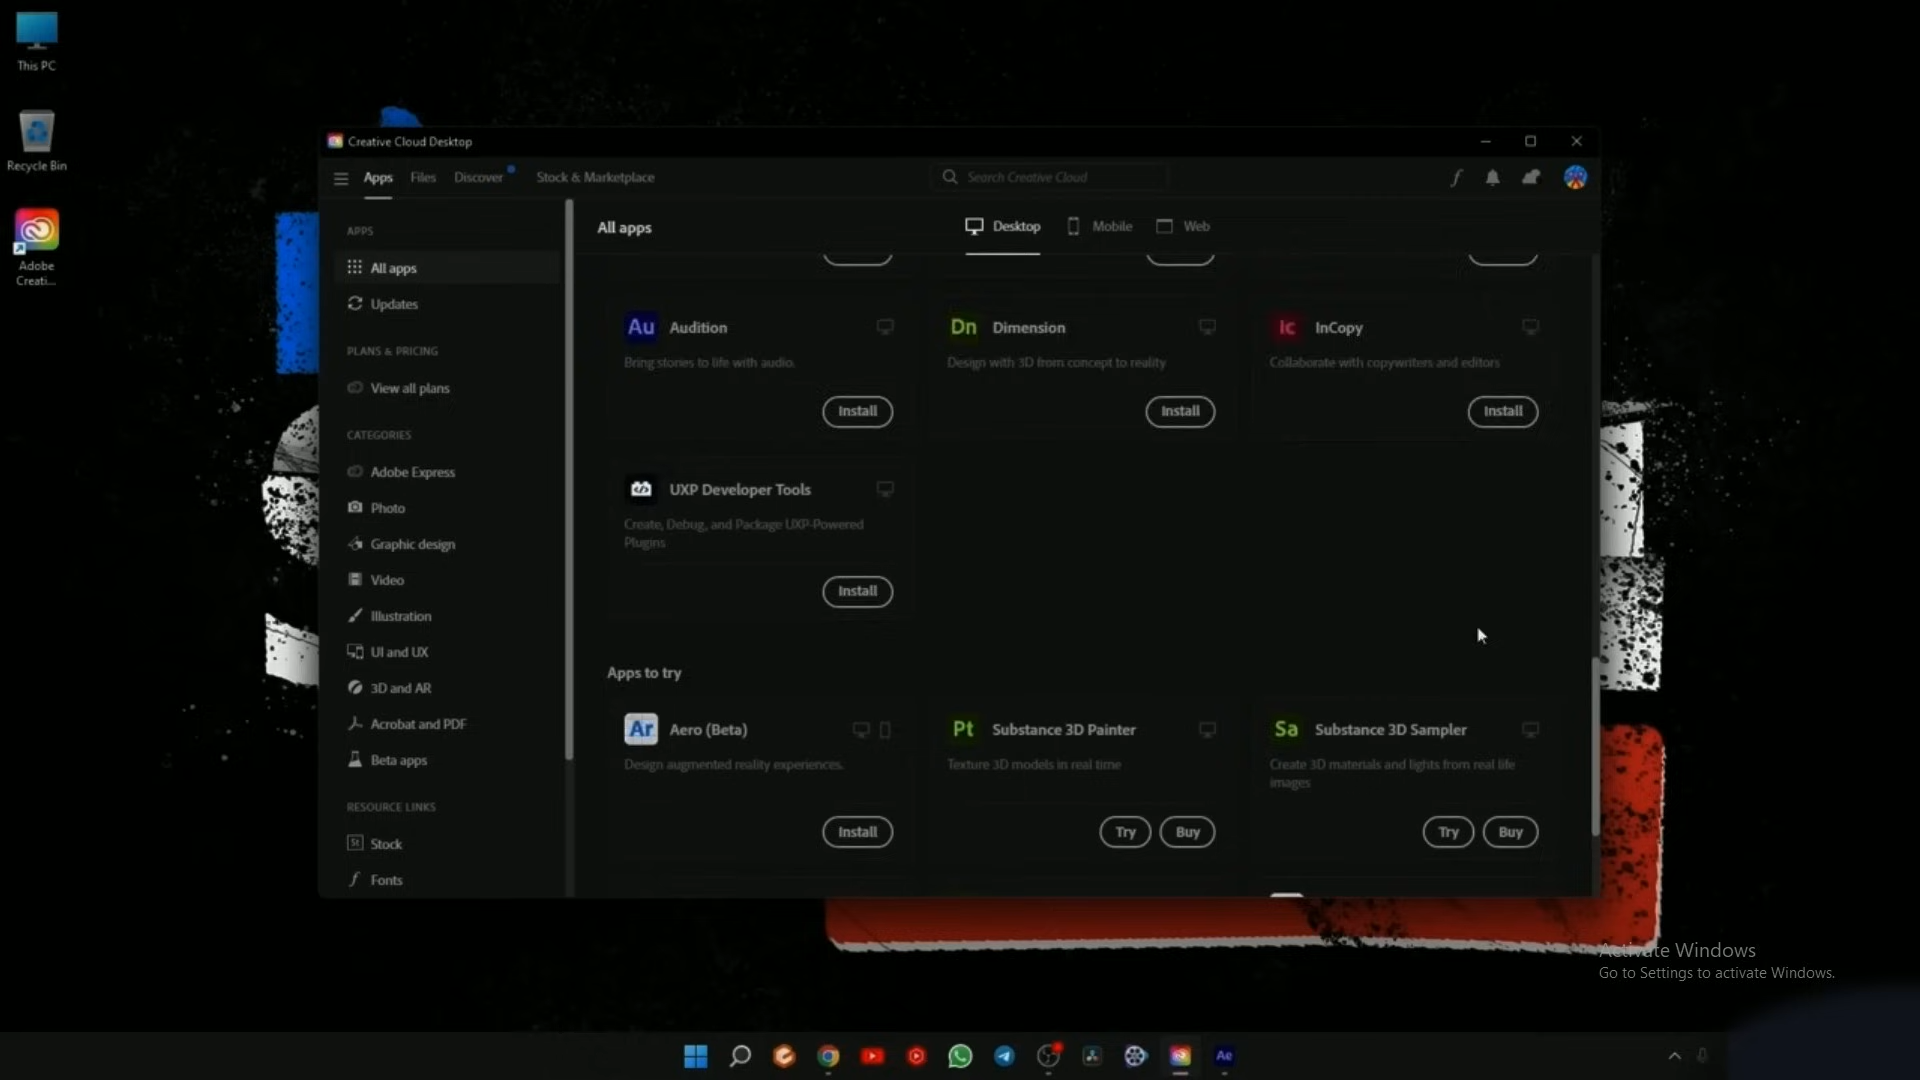 This PC
Recycle Bin
Adobe
Creati...
Creative Cloud Desktop
Apps
Files
Discover
Stock & Marketplace
Search Creative Cloud
APPS
All apps
Updates
PLANS & PRICING
View all plans
CATEGORIES
Adobe Express
Photo
Graphic design
Video
Illustration
UI and UX
3D and AR
Acrobat and PDF
Beta apps
RESOURCE LINKS
St Stock
Fonts
All apps
Desktop
Mobile
Web
Au Audition
Bring stories to life with audio.
Install
Dn Dimension
Design with 3D from concept to reality
Install
Ic InCopy
Collaborate with copywriters and editors
Install
UXP Developer Tools
Create, Debug, and Package UXP-Powered
Plugins
Install
Apps to try
Ar Aero (Beta)
Design augmented reality experiences.
Install
Pt Substance 3D Painter
Texture 3D models in real time
Try Buy
Sa Substance 3D Sampler
Create 3D materials and lights from real life
images
Try Buy
Activate Windows
Go to Settings to activate Windows.
Ae